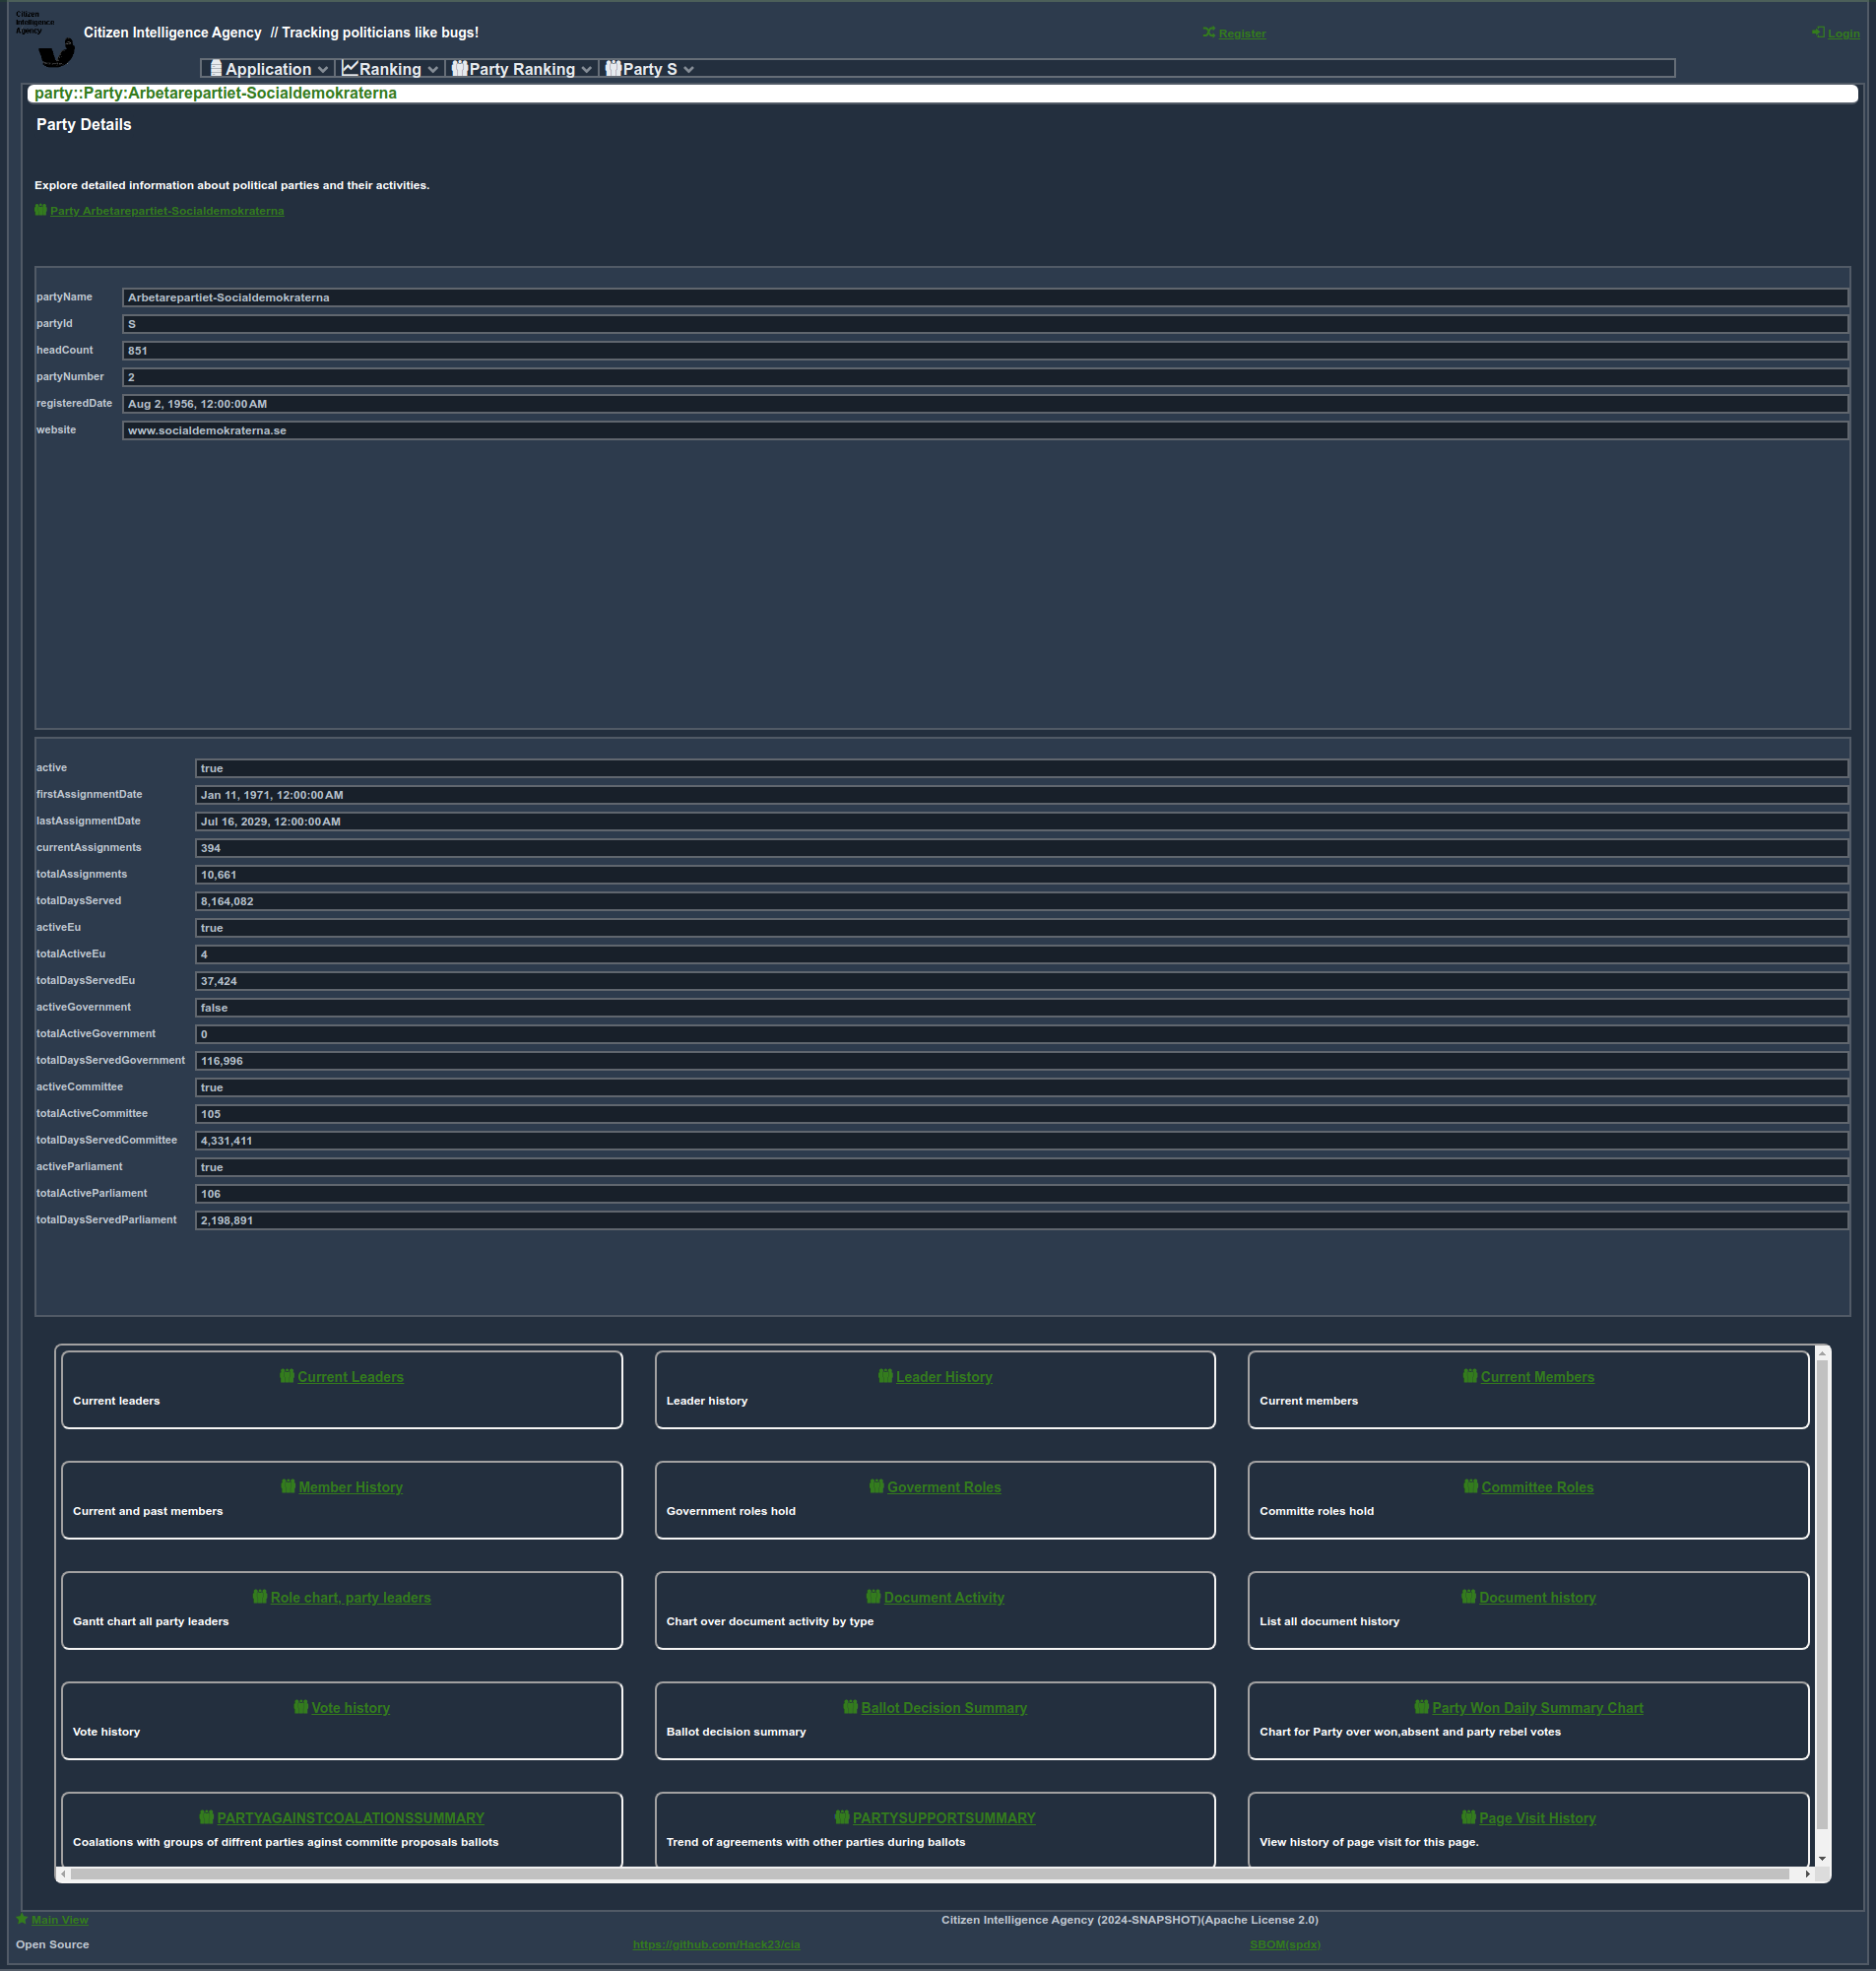 Citizen
Intelligence
Agency
Citizen Intelligence Agency // Tracking politicians like bugs!
Register
Login
Application
Ranking
Party Ranking
Party S
party::Party:Arbetarepartiet-Socialdemokraterna
Party Details
Explore detailed information about political parties and their activities.
Party Arbetarepartiet-Socialdemokraterna
partyName Arbetarepartiet-Socialdemokraterna
partyId S
headCount 851
partyNumber 2
registeredDate Aug 2, 1956, 12:00:00 AM
website www.socialdemokraterna.se
active true
firstAssignmentDate Jan 11, 1971, 12:00:00 AM
lastAssignmentDate Jul 16, 2029, 12:00:00 AM
currentAssignments 394
totalAssignments 10,661
totalDaysServed 8,164,082
activeEu true
totalActiveEu 4
totalDaysServedEu 37,424
activeGovernment false
totalActiveGovernment 0
totalDaysServedGovernment 116,996
activeCommittee true
totalActiveCommittee 105
totalDaysServedCommittee 4,331,411
activeParliament true
totalActiveParliament 106
totalDaysServedParliament 2,198,891
Current Leaders
Current leaders
Leader History
Leader history
Current Members
Current members
Member History
Current and past members
Goverment Roles
Government roles hold
Committee Roles
Committe roles hold
Role chart, party leaders
Gantt chart all party leaders
Document Activity
Chart over document activity by type
Document history
List all document history
Vote history
Vote history
Ballot Decision Summary
Ballot decision summary
Party Won Daily Summary Chart
Chart for Party over won,absent and party rebel votes
PARTYAGAINSTCOALATIONSSUMMARY
Coalations with groups of diffrent parties aginst committe proposals ballots
PARTYSUPPORTSUMMARY
Trend of agreements with other parties during ballots
Page Visit History
View history of page visit for this page.
Main View
Citizen Intelligence Agency (2024-SNAPSHOT)(Apache License 2.0)
Open Source
https://github.com/Hack23/cia
SBOM(spdx)